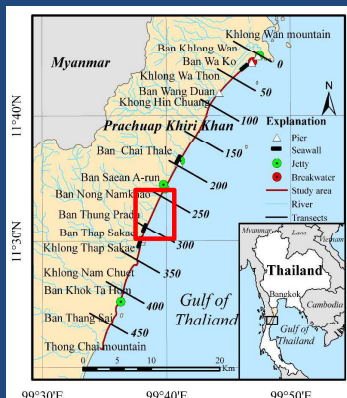 Khlong Wan mountain
Ban Khlong Wan
Myanmar
Ban Wa Ko
0
Khlong Wa Thon
50
Ban Wang Duan
N
Khong Hin Chuang
11°40'N
100
Explanation
Prachuap Khiri Khan
Pier
150
Seawall
Ban Chai Thale
Jetty
Breakwater
200
Study area
Ban Saean A-run
River
Ban Nong Namkhao
250
Transects
Ban Thung Pradu
Ban Thap Sakae
300
11°30'N
Khlong Thap Sakae
350
Myanmar
Laos
Vietnam
Khlong Nam Chuet
Thailand
Ban Khok Ta Hom
400
Gulf of
Thaliand
Bangkok
Cambodia
Ban Thang Sai
450
Gulf of
Thailand
Thong Chai mountain
0 5 10 20
Km
99°30'E 99°40'E 99°50'E